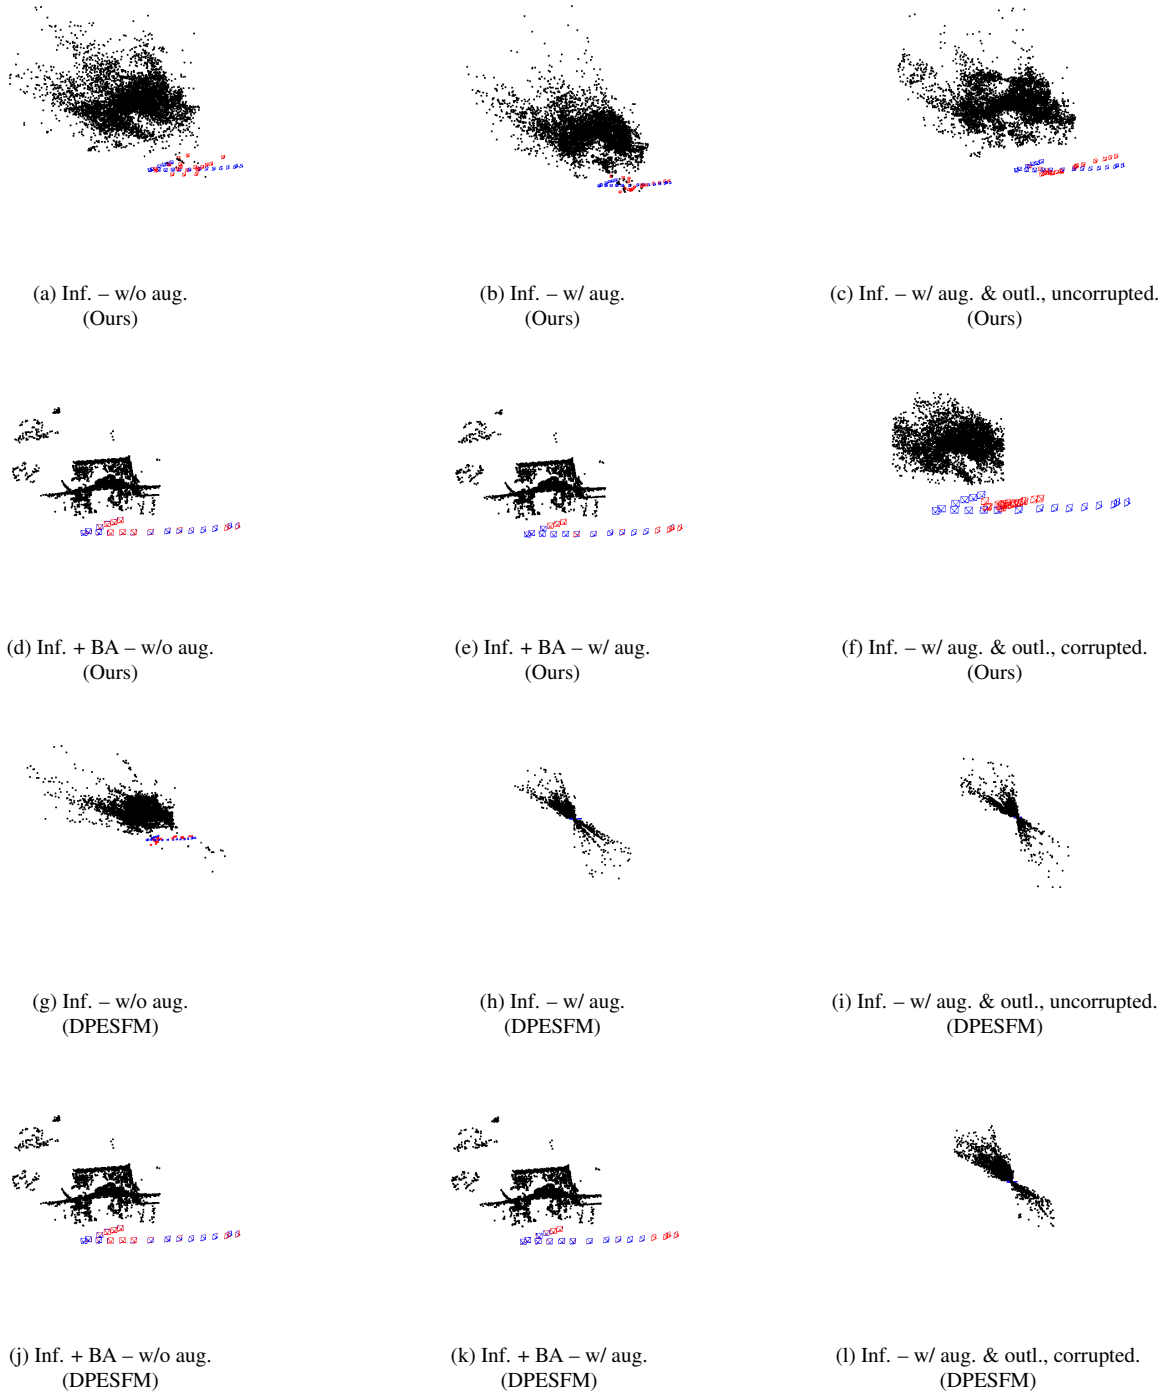 (a) Inf. – w/o aug.
(Ours)
(b) Inf. – w/ aug.
(Ours)
(c) Inf. – w/ aug. & outl., uncorrupted.
(Ours)
(d) Inf. + BA – w/o aug.
(Ours)
(e) Inf. + BA – w/ aug.
(Ours)
(f) Inf. – w/ aug. & outl., corrupted.
(Ours)
(g) Inf. – w/o aug.
(DPESFM)
(h) Inf. – w/ aug.
(DPESFM)
(i) Inf. – w/ aug. & outl., uncorrupted.
(DPESFM)
(j) Inf. + BA – w/o aug.
(DPESFM)
(k) Inf. + BA – w/ aug.
(DPESFM)
(l) Inf. – w/ aug. & outl., corrupted.
(DPESFM)